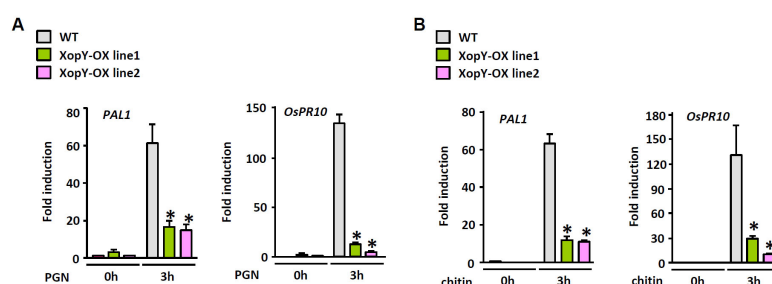 A
WT
XopY-OX line1
XopY-OX line2
Fold induction
80
60
40
20
0
PAL1
* *
0h
3h
PGN
Fold induction
150
100
50
0
OsPR10
* *
0h
3h
PGN
B
WT
XopY-OX line1
XopY-OX line2
Fold induction
80
60
40
20
0
PAL1
* *
0h
3h
chitin
Fold induction
180
150
120
90
60
30
0
OsPR10
* *
0h
3h
chitin